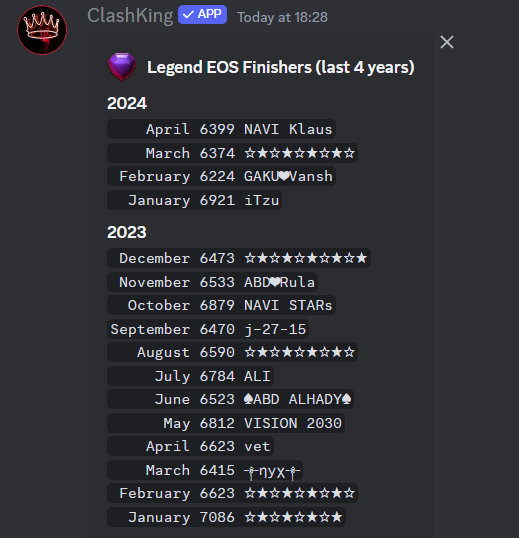 ClashKing ✓ APP Today at 18:28
Legend EOS Finishers (last 4 years)
2024
April 6399 NAVI Klaus
March 6374 ☆★☆★☆★☆★☆
February 6224 GAKU❤Vansh
January 6921 iTzu
2023
December 6473 ☆★☆★☆★☆★☆★
November 6533 ABD❤Rula
October 6879 NAVI STARs
September 6470 j-27-15
August 6590 ☆★☆★☆★☆★☆
July 6784 ALI
June 6523 ♠ABD ALHADY♠
May 6812 VISION 2030
April 6623 vet
March 6415 ⸎ηyχ⸎
February 6623 ☆★☆★☆★☆★☆
January 7086 ☆★☆★☆★☆★